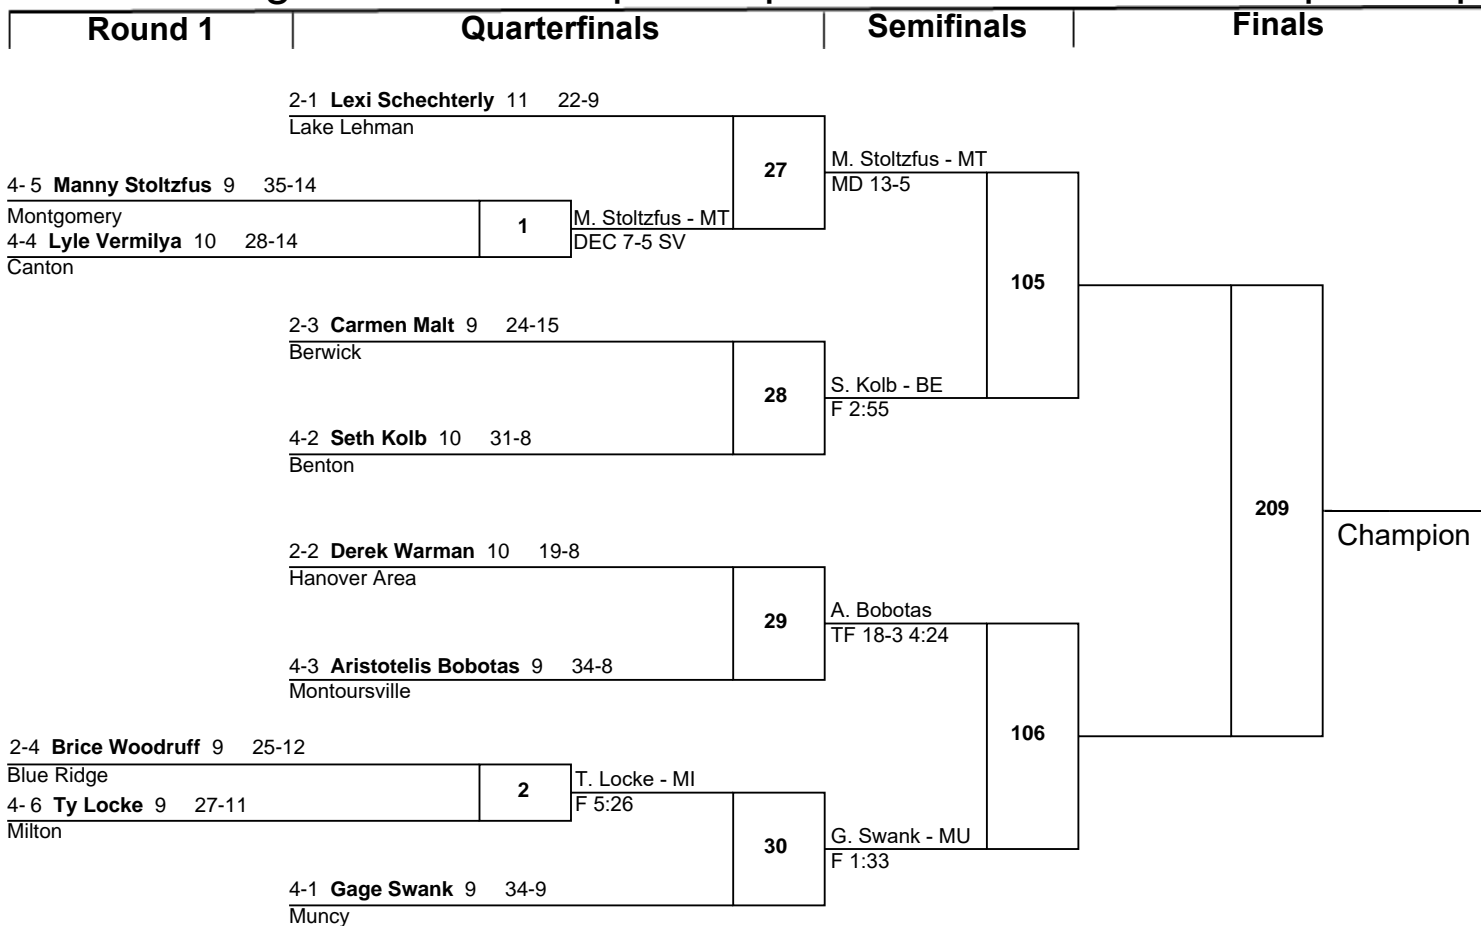 Round 1 Quarterfinals Semifinals Finals
2-1 Lexi Schechterly 11 22-9
Lake Lehman
27
M. Stoltzfus - MT
MD 13-5
4- 5 Manny Stoltzfus 9 35-14
Montgomery
1
M. Stoltzfus - MT
DEC 7-5 SV
4-4 Lyle Vermilya 10 28-14
Canton
105
2-3 Carmen Malt 9 24-15
Berwick
28
S. Kolb - BE
F 2:55
4-2 Seth Kolb 10 31-8
Benton
209
Champion
2-2 Derek Warman 10 19-8
Hanover Area
29
A. Bobotas
TF 18-3 4:24
4-3 Aristotelis Bobotas 9 34-8
Montoursville
106
2-4 Brice Woodruff 9 25-12
Blue Ridge
2
T. Locke - MI
F 5:26
4- 6 Ty Locke 9 27-11
Milton
30
G. Swank - MU
F 1:33
4-1 Gage Swank 9 34-9
Muncy